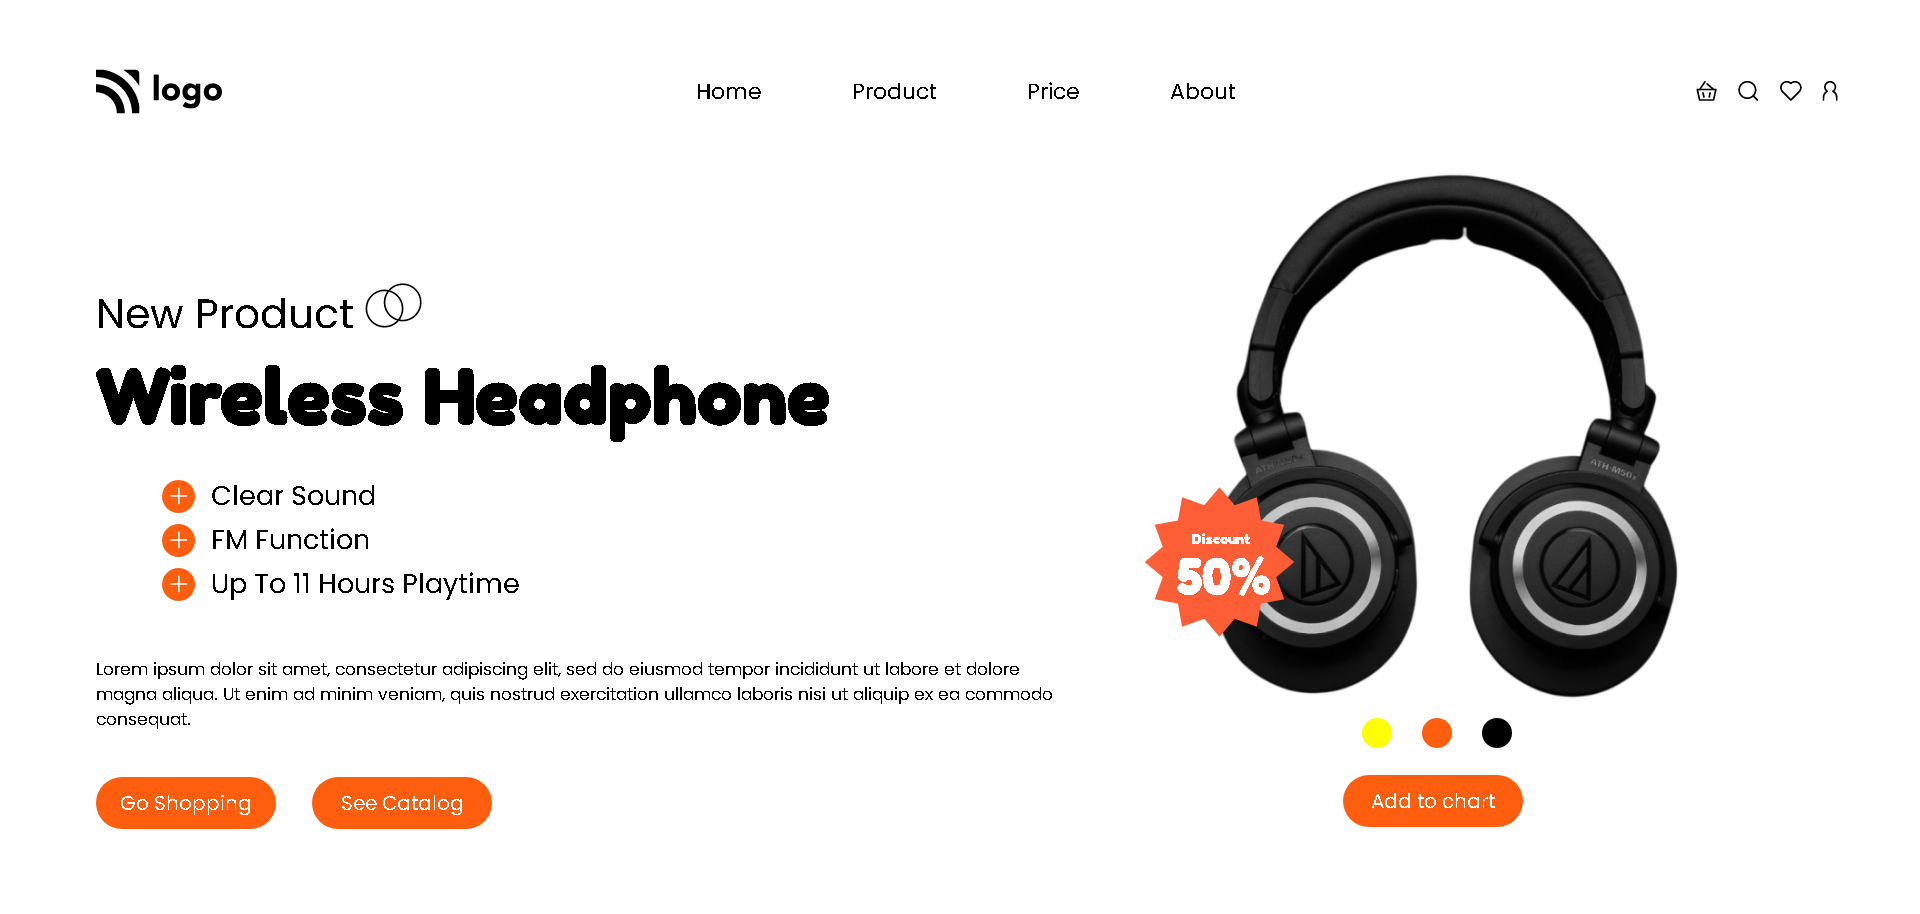 logo
Home
Product
Price
About
New Product
Wireless Headphone
Clear Sound
FM Function
Up To 11 Hours Playtime
Lorem ipsum dolor sit amet, consectetur adipiscing elit, sed do eiusmod tempor incididunt ut labore et dolore
magna aliqua. Ut enim ad minim veniam, quis nostrud exercitation ullamco laboris nisi ut aliquip ex ea commodo
consequat.
Go Shopping
See Catalog
ATH-M50x
Discount
50%
Add to chart